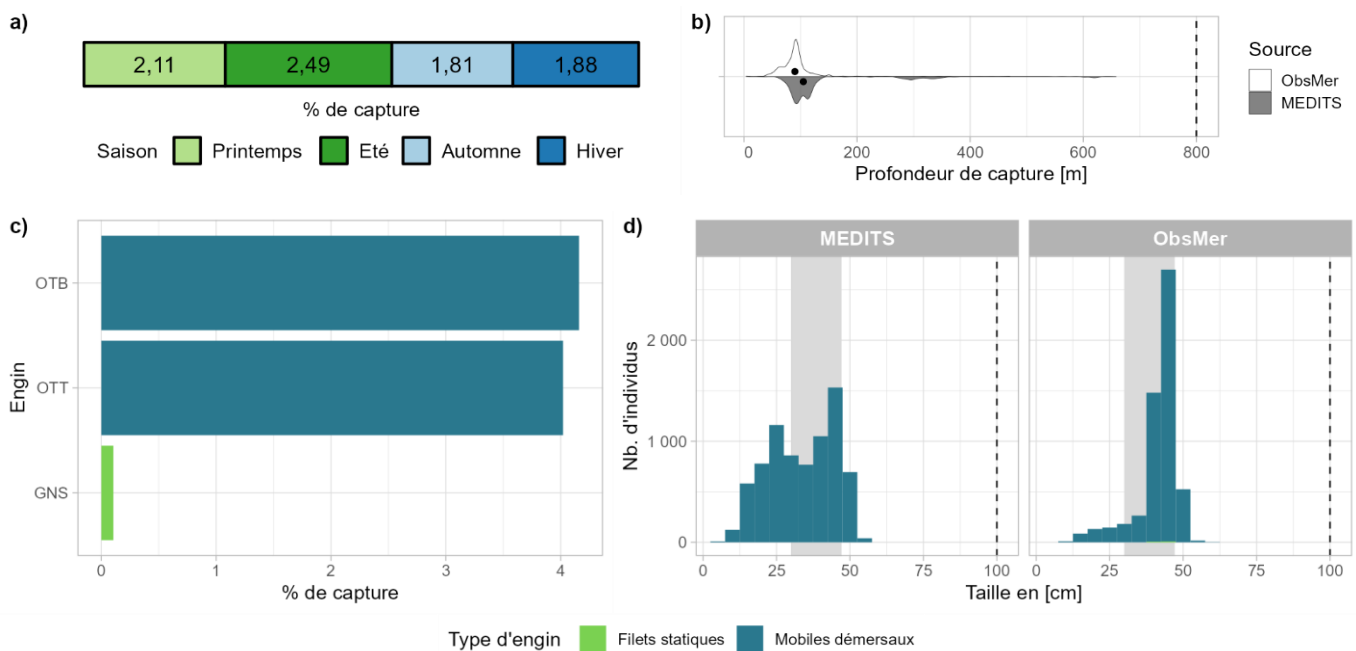 a)
2,11 2,49 1,81 1,88
% de capture
Saison Printemps Eté Automne Hiver
b)
0 200 400 600 800
Profondeur de capture [m]
Source
ObsMer
MEDITS
c)
Engin
OTB
OTT
GNS
0 1 2 3 4
% de capture
d)
MEDITS ObsMer
Nb. d'individus
2 000
1 000
0
0 25 50 75 100 0 25 50 75 100
Taille en [cm]
Type d'engin Filets statiques Mobiles démersaux